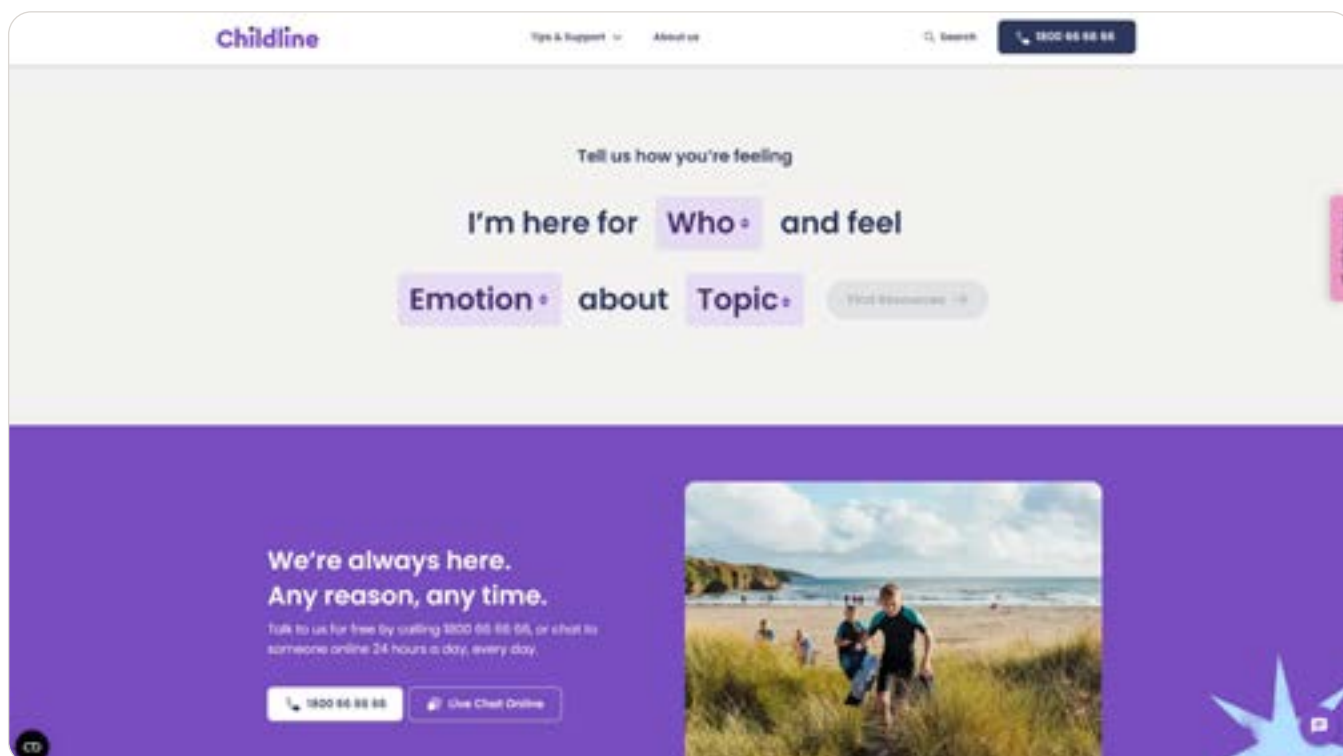 Childline
Tips & Support
About us
Search
1800 66 66 66
Tell us how you're feeling
I'm here for Who and feel
Emotion about Topic
Find Resources
We're always here.
Any reason, any time.
Talk to us for free by calling 1800 66 66 66, or chat to
someone online 24 hours a day, every day.
1800 66 66 66
Live Chat Online